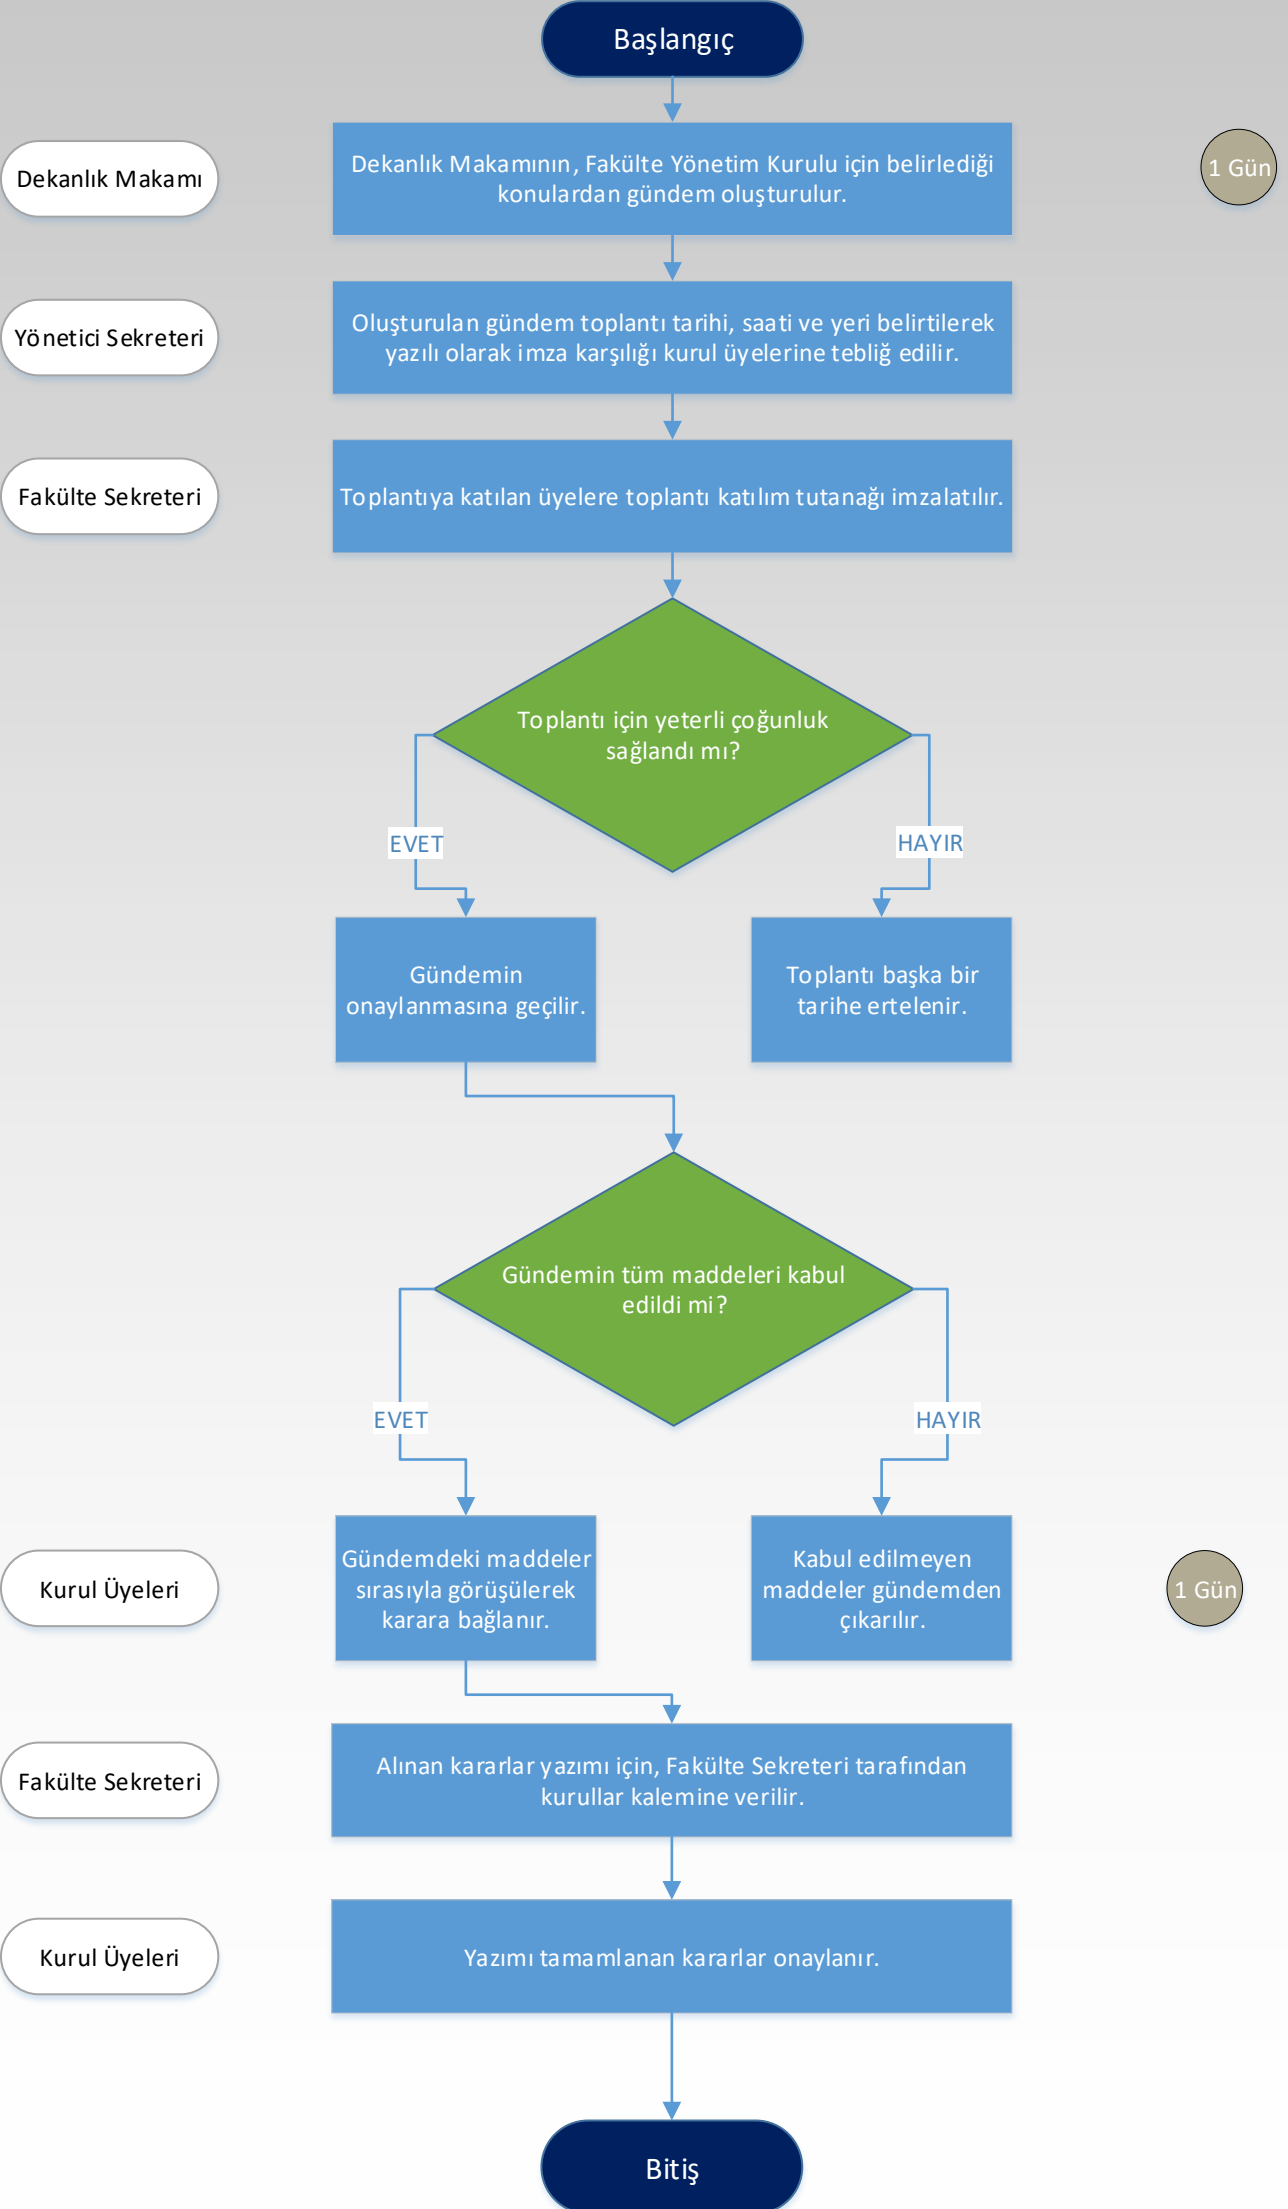 Başlangıç
Dekanlık Makamı
Dekanlık Makamının, Fakülte Yönetim Kurulu için belirlediği
konulardan gündem oluşturulur.
1 Gün
Yönetici Sekreteri
Oluşturulan gündem toplantı tarihi, saati ve yeri belirtilerek
yazılı olarak imza karşılığı kurul üyelerine tebliğ edilir.
Fakülte Sekreteri
Toplantıya katılan üyelere toplantı katılım tutanağı imzalatılır.
Toplantı için yeterli çoğunluk
sağlandı mı?
EVET
HAYIR
Gündemin
onaylanmasına geçilir.
Toplantı başka bir
tarihe ertelenir.
Gündemin tüm maddeleri kabul
edildi mi?
EVET
HAYIR
Kurul Üyeleri
Gündemdeki maddeler
sırasıyla görüşülerek
karara bağlanır.
Kabul edilmeyen
maddeler gündemden
çıkarılır.
1 Gün
Fakülte Sekreteri
Alınan kararlar yazımı için, Fakülte Sekreteri tarafından
kurullar kalemine verilir.
Kurul Üyeleri
Yazımı tamamlanan kararlar onaylanır.
Bitiş